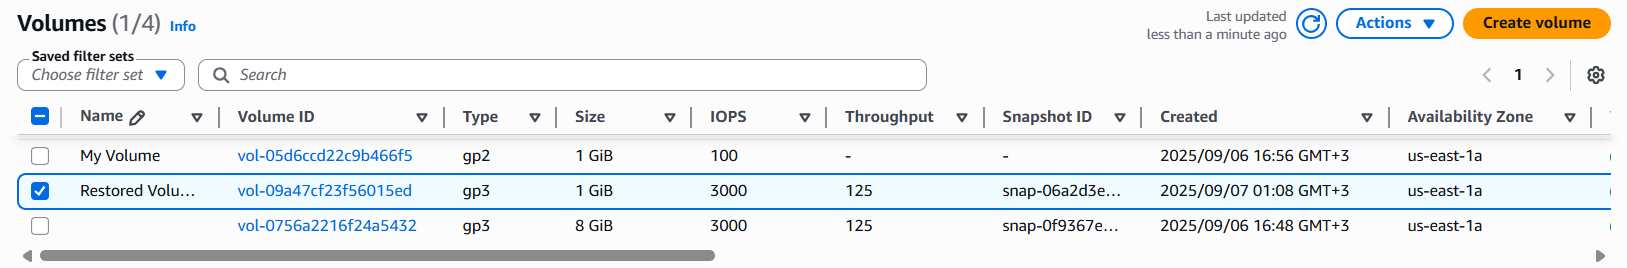 Volumes (1/4) Info
Last updated
less than a minute ago
Actions
Create volume
Saved filter sets
Choose filter set
Search
1
Name Volume ID Type Size IOPS Throughput Snapshot ID Created Availability Zone
My Volume vol-05d6ccd22c9b466f5 gp2 1 GiB 100 - - 2025/09/06 16:56 GMT+3 us-east-1a
Restored Volu... vol-09a47cf23f56015ed gp3 1 GiB 3000 125 snap-06a2d3e... 2025/09/07 01:08 GMT+3 us-east-1a
vol-0756a2216f24a5432 gp3 8 GiB 3000 125 snap-0f9367e... 2025/09/06 16:48 GMT+3 us-east-1a